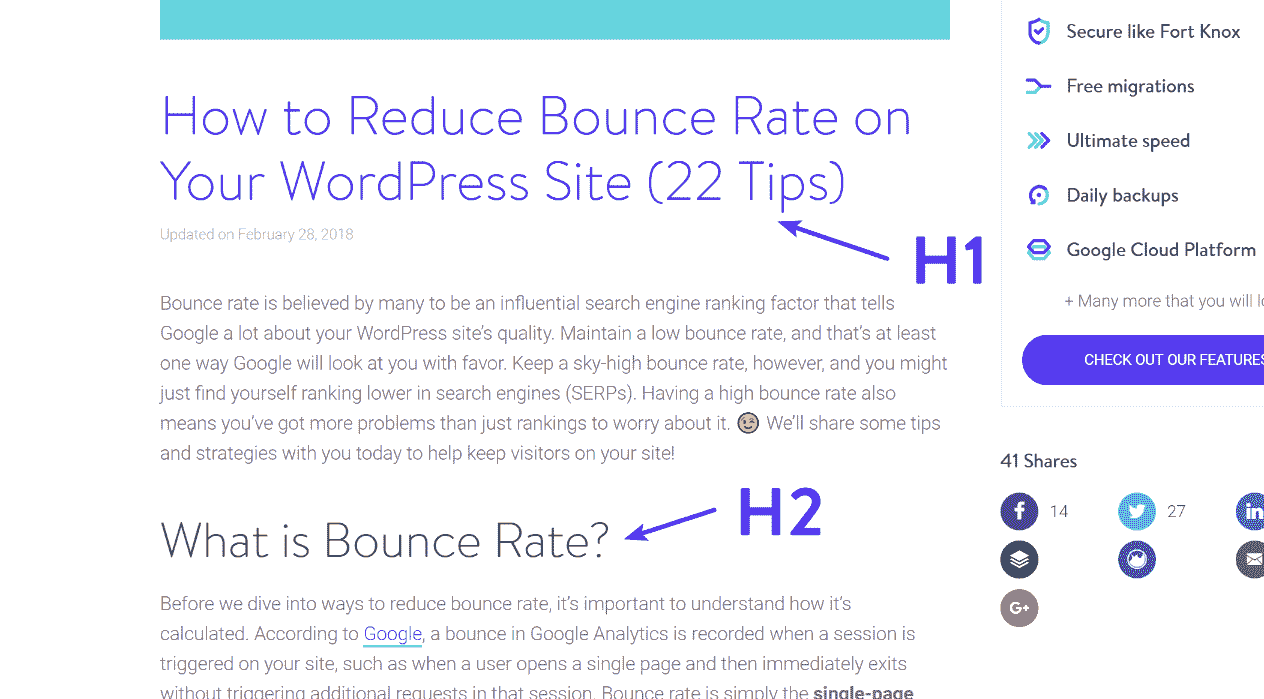 How to Reduce Bounce Rate on
Your WordPress Site (22 Tips)
Updated on February 28, 2018
H1
Bounce rate is believed by many to be an influential search engine ranking factor that tells
Google a lot about your WordPress site's quality. Maintain a low bounce rate, and that's at least
one way Google will look at you with favor. Keep a sky-high bounce rate, however, and you might
just find yourself ranking lower in search engines (SERPs). Having a high bounce rate also
means you've got more problems than just rankings to worry about it. 😉 We'll share some tips
and strategies with you today to help keep visitors on your site!
What is Bounce Rate?
H2
Before we dive into ways to reduce bounce rate, it's important to understand how it's
calculated. According to Google, a bounce in Google Analytics is recorded when a session is
triggered on your site, such as when a user opens a single page and then immediately exits
without triggering additional requests in that session. Bounce rate is simply the single-page
Secure like Fort Knox
Free migrations
Ultimate speed
Daily backups
Google Cloud Platform
+ Many more that you will
CHECK OUT OUR FEATURES
41 Shares
14
27
in
G+